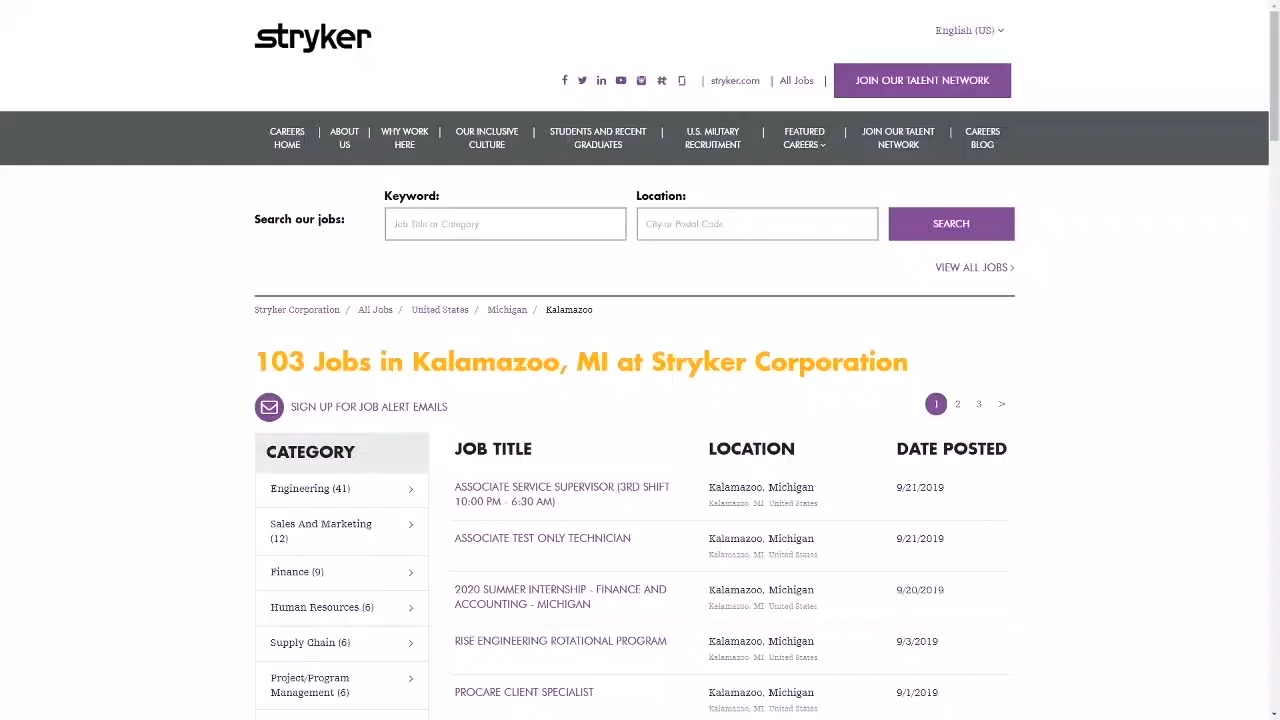 stryker
English (US)
| stryker.com | All Jobs | JOIN OUR TALENT NETWORK
CAREERS HOME | ABOUT US | WHY WORK HERE | OUR INCLUSIVE CULTURE | STUDENTS AND RECENT GRADUATES | U.S. MILITARY RECRUITMENT | FEATURED CAREERS | JOIN OUR TALENT NETWORK | CAREERS BLOG
Keyword: Location:
Search our jobs: Job Title or Category City or Postal Code SEARCH
VIEW ALL JOBS >
Stryker Corporation / All Jobs / United States / Michigan / Kalamazoo
103 Jobs in Kalamazoo, MI at Stryker Corporation
SIGN UP FOR JOB ALERT EMAILS 1 2 3 >
CATEGORY
Engineering (41)
Sales And Marketing
(12)
Finance (9)
Human Resources (6)
Supply Chain (6)
Project/Program
Management (6)
JOB TITLE LOCATION DATE POSTED
ASSOCIATE SERVICE SUPERVISOR (3RD SHIFT Kalamazoo, Michigan 9/21/2019
10:00 PM - 6:30 AM) Kalamazoo, MI United States
ASSOCIATE TEST ONLY TECHNICIAN Kalamazoo, Michigan 9/21/2019
Kalamazoo, MI United States
2020 SUMMER INTERNSHIP - FINANCE AND Kalamazoo, Michigan 9/20/2019
ACCOUNTING - MICHIGAN Kalamazoo, MI United States
RISE ENGINEERING ROTATIONAL PROGRAM Kalamazoo, Michigan 9/3/2019
Kalamazoo, MI United States
PROCARE CLIENT SPECIALIST Kalamazoo, Michigan 9/1/2019
Kalamazoo, MI United States